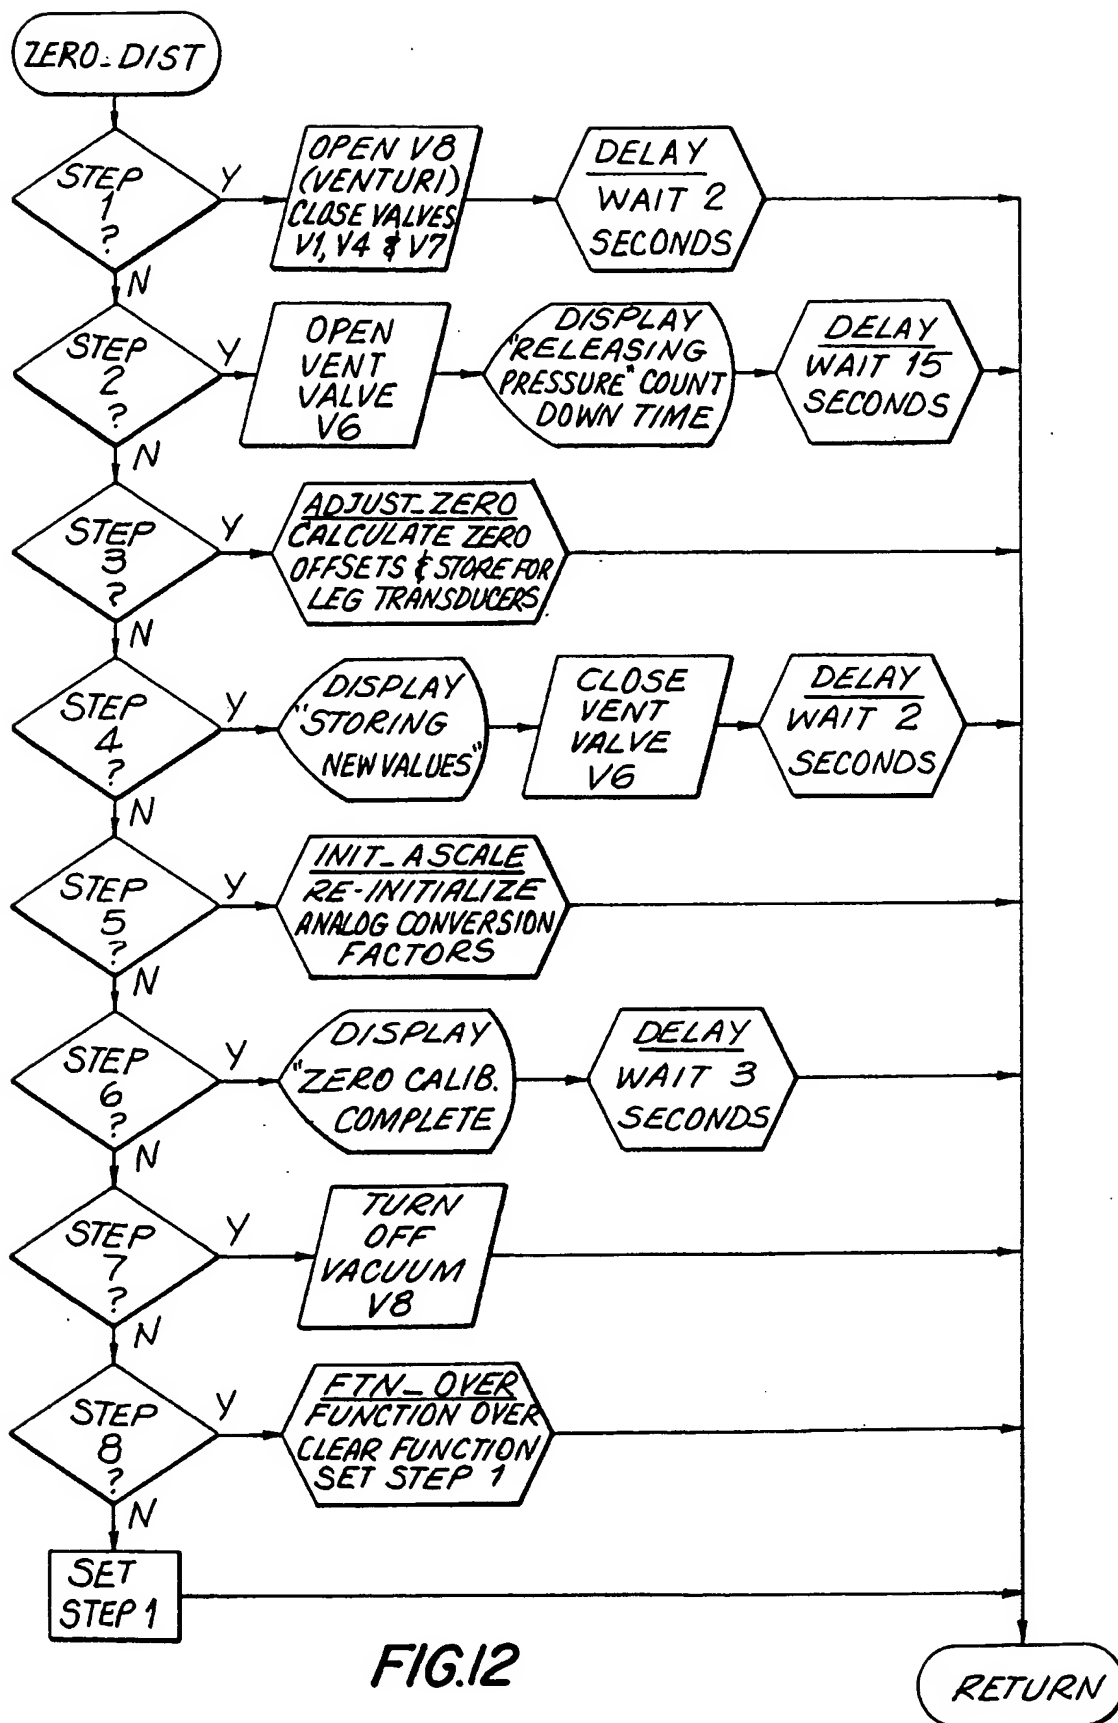 ZERO_DIST
STEP
1
?
Y
OPEN V8
(VENTURI)
CLOSE VALVES
V1, V4 & V7
DELAY
WAIT 2
SECONDS
N
STEP
2
?
Y
OPEN
VENT
VALVE
V6
DISPLAY
"RELEASING
PRESSURE" COUNT
DOWN TIME
DELAY
WAIT 15
SECONDS
N
STEP
3
?
Y
ADJUST_ZERO
CALCULATE ZERO
OFFSETS & STORE FOR
LEG TRANSDUCERS
N
STEP
4
?
Y
DISPLAY
"STORING
NEW VALUES"
CLOSE
VENT
VALVE
V6
DELAY
WAIT 2
SECONDS
N
STEP
5
?
Y
INIT_ASCALE
RE-INITIALIZE
ANALOG CONVERSION
FACTORS
N
STEP
6
?
Y
DISPLAY
"ZERO CALIB.
COMPLETE
DELAY
WAIT 3
SECONDS
N
STEP
7
?
Y
TURN
OFF
VACUUM
V8
N
STEP
8
?
Y
FTN_OVER
FUNCTION OVER
CLEAR FUNCTION
SET STEP 1
N
SET
STEP 1
FIG.12
RETURN